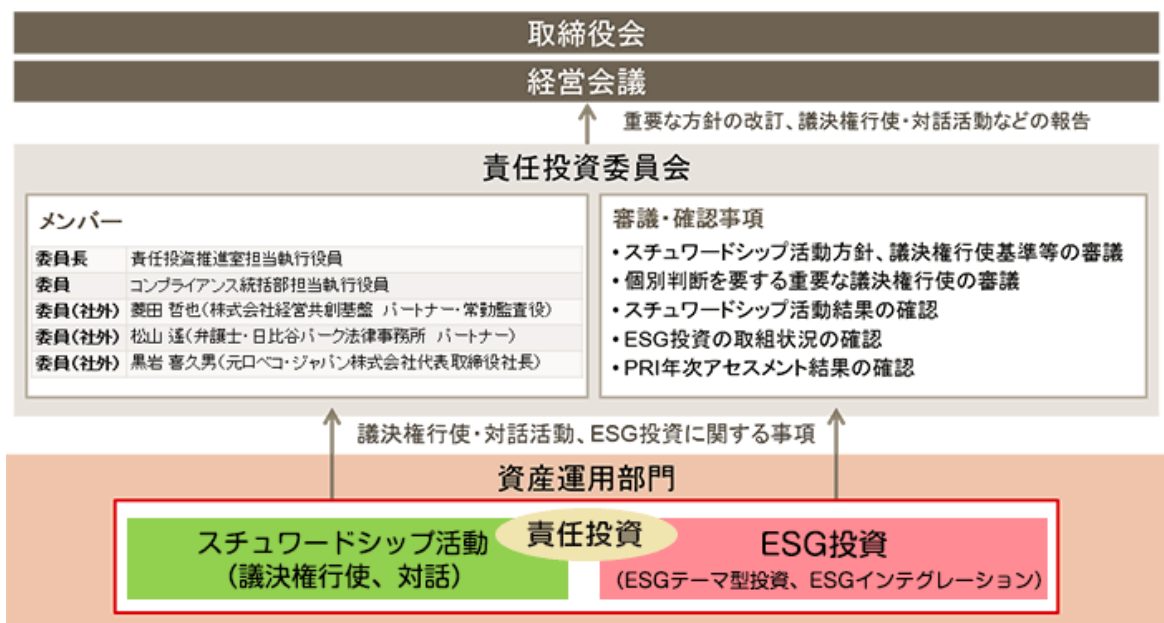 取締役会
経営会議
重要な方針の改訂、議決権行使・対話活動などの報告
責任投資委員会
メンバー
委員長 責任投資推進室担当執行役員
委員 コンプライアンス統括部担当執行役員
委員(社外) 菱田 哲也(株式会社経営共創基盤 パートナー・常勤監査役)
委員(社外) 松山 遙(弁護士・日比谷パーク法律事務所 パートナー)
委員(社外) 黒岩 喜久男(元ロベコ・ジャパン株式会社代表取締役社長)
審議・確認事項
・スチュワードシップ活動方針、議決権行使基準等の審議
・個別判断を要する重要な議決権行使の審議
・スチュワードシップ活動結果の確認
・ESG投資の取組状況の確認
・PRI年次アセスメント結果の確認
議決権行使・対話活動、ESG投資に関する事項
資産運用部門
責任投資
スチュワードシップ活動
(議決権行使、対話)
ESG投資
(ESGテーマ型投資、ESGインテグレーション)